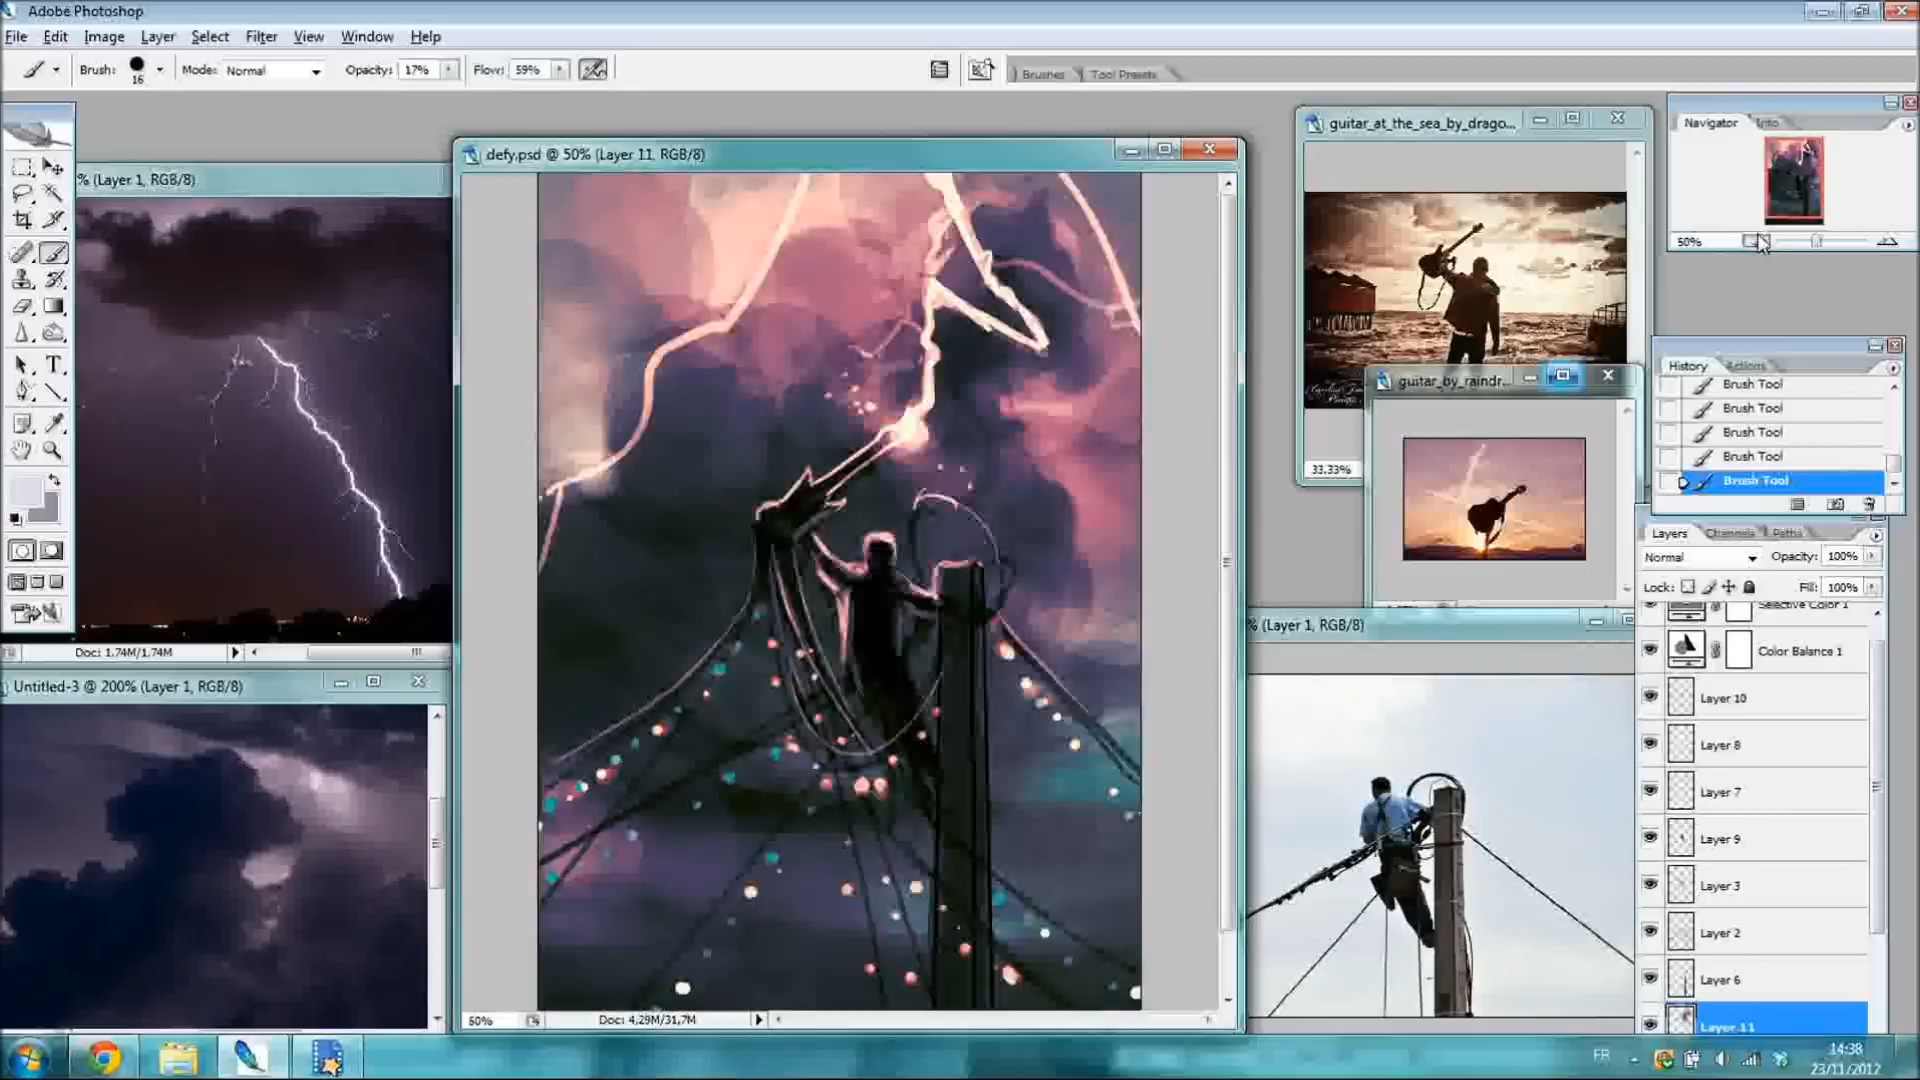 Adobe Photoshop
File Edit Image Layer Select Filter View Window Help
Brush: 16 Mode: Normal Opacity: 17% Flow: 59% Brushes Tool Presets
% (Layer 1, RGB/8)
defy.psd @ 50% (Layer 11, RGB/8)
guitar_at_the_sea_by_drago...
Navigator Info
50%
guitar_by_raindr...
33.33%
History Actions
Brush Tool
Brush Tool
Brush Tool
Brush Tool
Brush Tool
Layers Channels Paths
Normal Opacity: 100%
Lock: Fill: 100%
Selective Color 1
Color Balance 1
Layer 10
Layer 8
Layer 7
Layer 9
Layer 3
Layer 2
Layer 6
Layer 11
% (Layer 1, RGB/8)
Doc: 1.74M/1.74M
Untitled-3 @ 200% (Layer 1, RGB/8)
50% Doc: 4,29M/31,7M
FR
14:38
23/11/2012